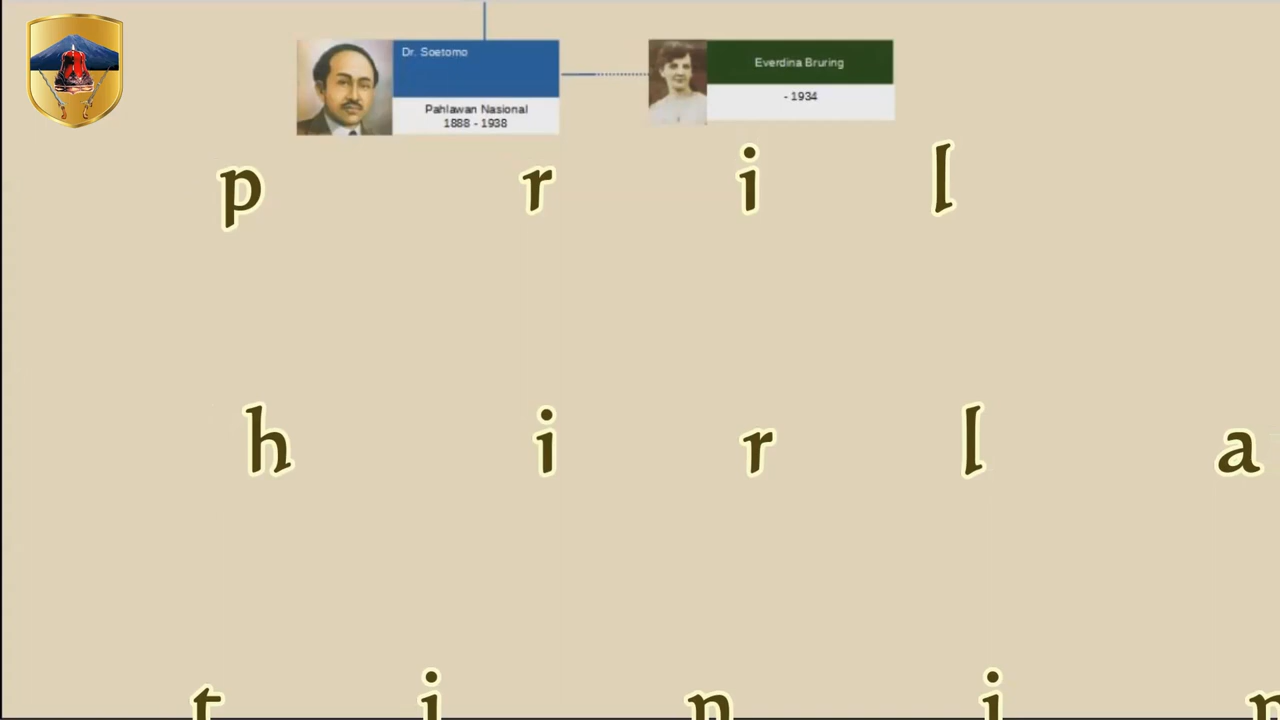 Dr. Soetomo
Pahlawan Nasional
1888 - 1938
Everdina Bruring
- 1934
p r i l
h i r l a
t i n i n